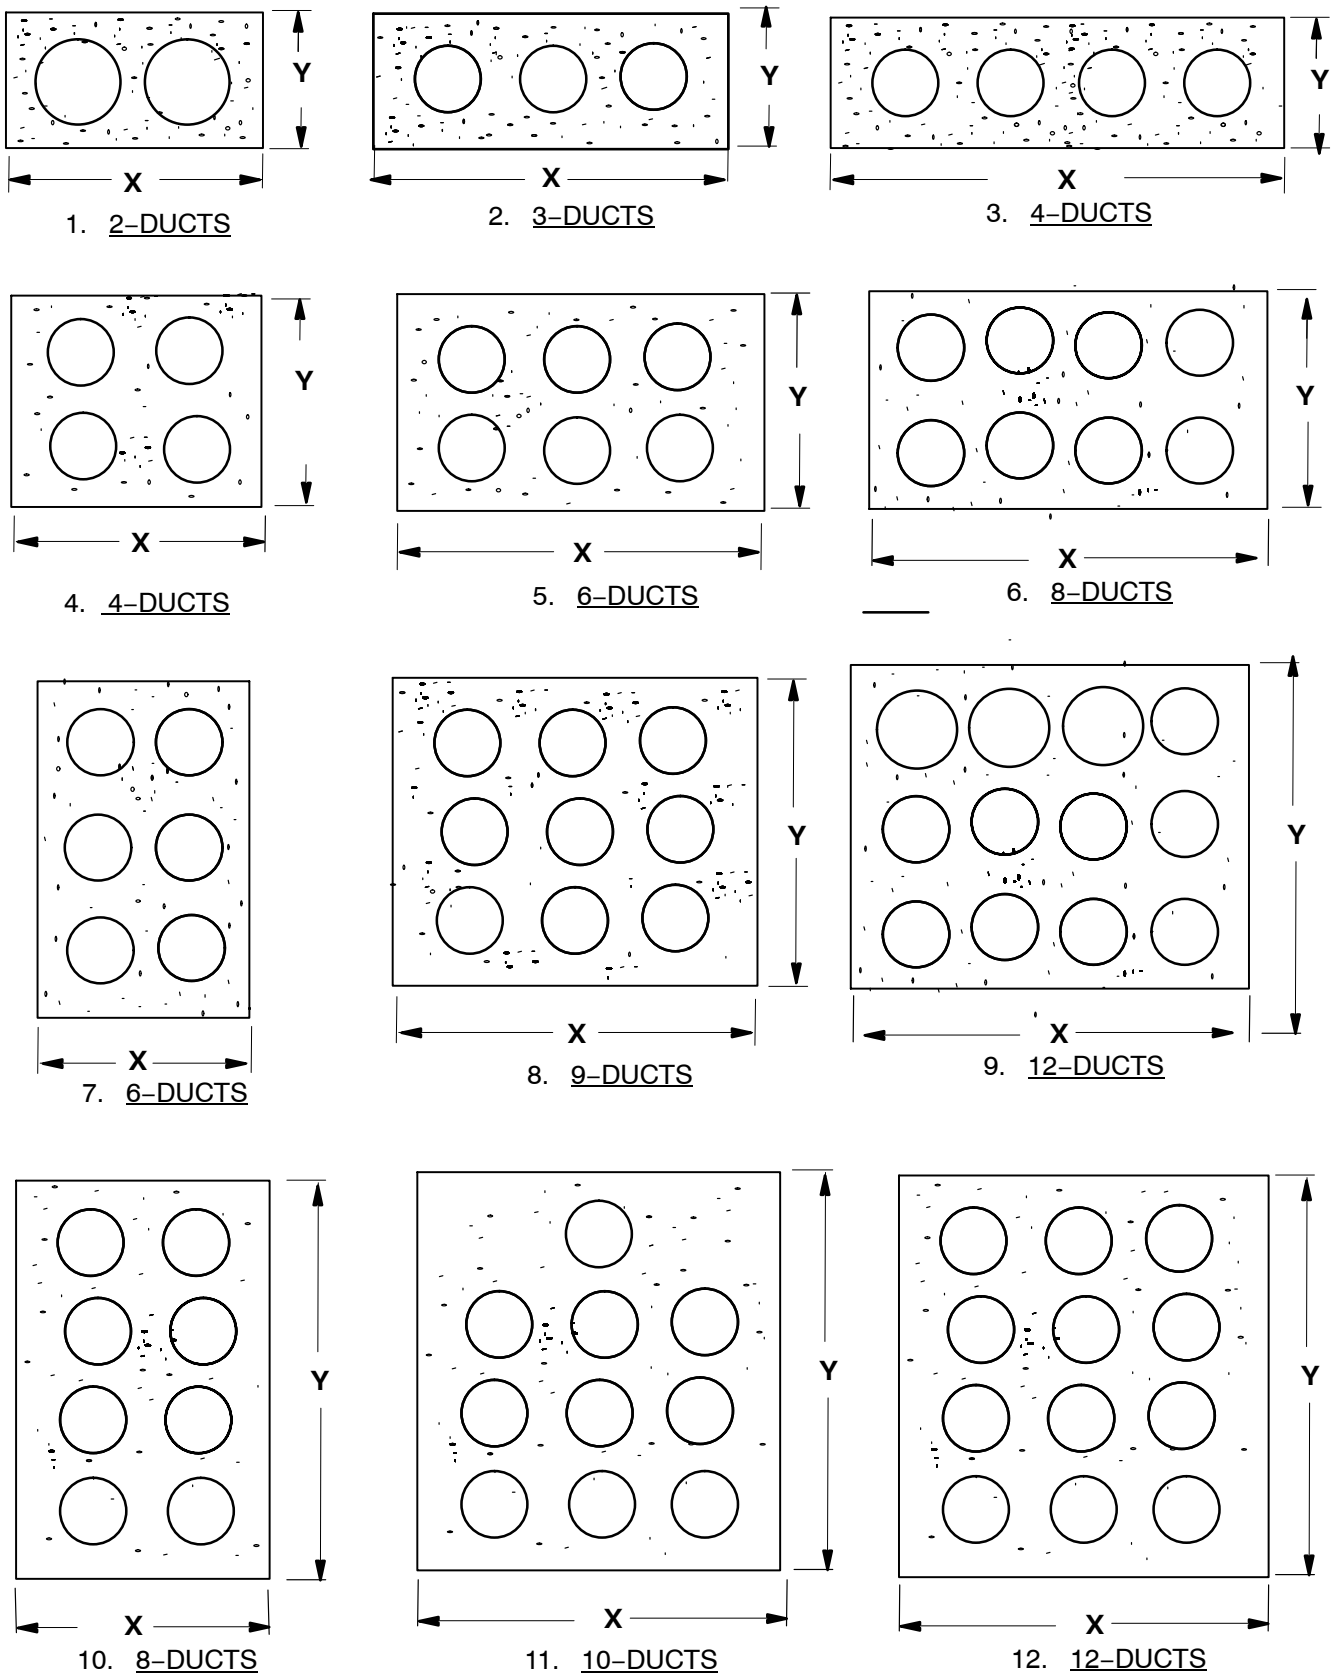 Y Y Y
X X X
1. 2–DUCTS 2. 3–DUCTS 3. 4–DUCTS
Y Y Y
X X X
4. 4–DUCTS 5. 6–DUCTS 6. 8–DUCTS
Y Y
X X X
7. 6–DUCTS 8. 9–DUCTS 9. 12–DUCTS
Y Y Y
X X X
10. 8–DUCTS 11. 10–DUCTS 12. 12–DUCTS